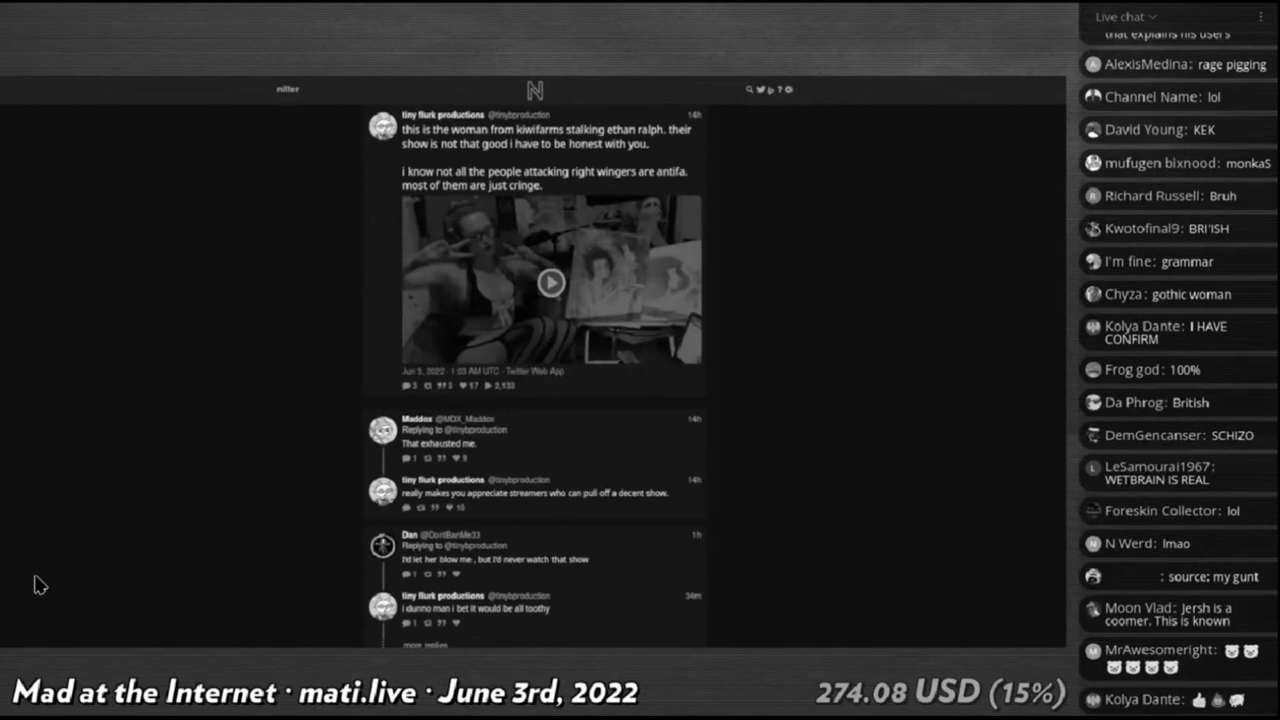 Live chat
that explains his users
AlexisMedina: rage pigging
Channel Name: lol
David Young: KEK
mufugen bixnood: monkaS
Richard Russell: Bruh
Kwotofinal9: BRI'ISH
I'm fine: grammar
Chyza: gothic woman
Kolya Dante: I HAVE
CONFIRM
Frog god: 100%
Da Phrog: British
DemGencanser: SCHIZO
LeSamourai1967:
WETBRAIN IS REAL
Foreskin Collector: lol
N Werd: lmao
: source: my gunt
Moon Vlad: Jersh is a
coomer. This is known
MrAwesomeright:
Kolya Dante:
nitter
N
tiny flurk productions @tinybproduction 14h
this is the woman from kiwifarms stalking ethan ralph. their
show is not that good i have to be honest with you.
i know not all the people attacking right wingers are antifa.
most of them are just cringe.
Jun 3, 2022 · 1:03 AM UTC · Twitter Web App
3 3 17 2,133
Maddox @MDX_Maddox 14h
Replying to @tinybproduction
That exhausted me.
1 9
tiny flurk productions @tinybproduction 14h
really makes you appreciate streamers who can pull off a decent show.
10
Dan @DontBanMe33 1h
Replying to @tinybproduction
I'd let her blow me , but I'd never watch that show
1
tiny flurk productions @tinybproduction 34m
i dunno man i bet it would be all toothy
1
more replies
Mad at the Internet · mati.live · June 3rd, 2022
274.08 USD (15%)